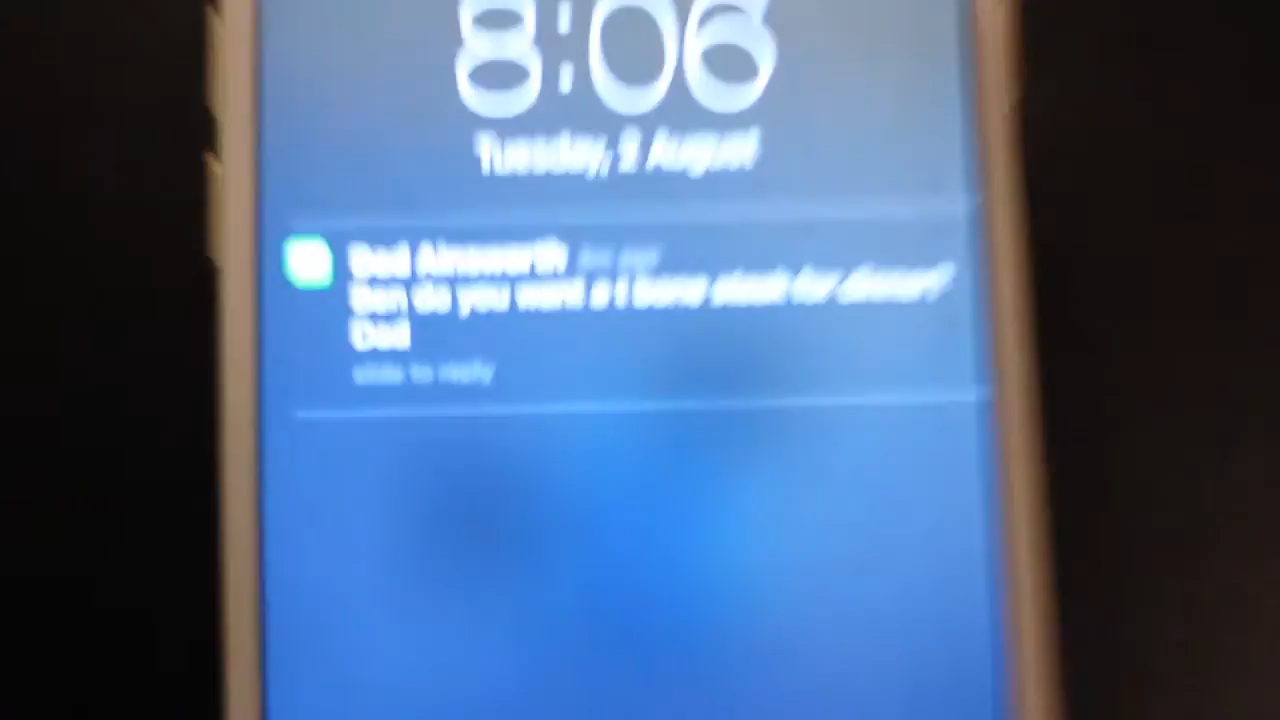 8:06
Tuesday, 2 August
Dad Ainsworth
Ben do you want a t bone steak for dinner?
Dad
slide to reply